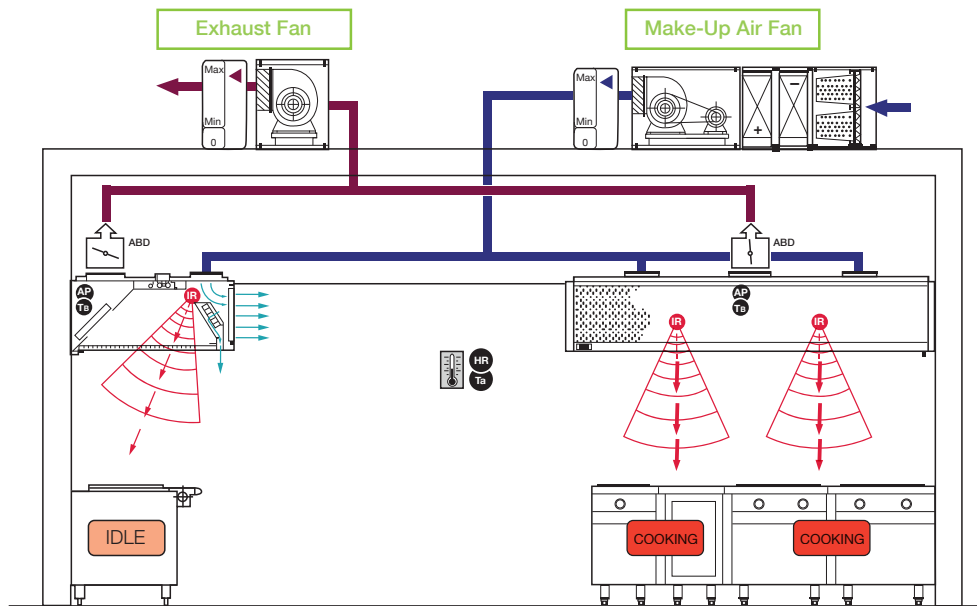 Exhaust Fan
Make-Up Air Fan
Max
Min
0
Max
Min
0
+
−
ABD
ABD
AP
TB
IR
AP
TB
IR
IR
HR
Ta
IDLE
COOKING
COOKING